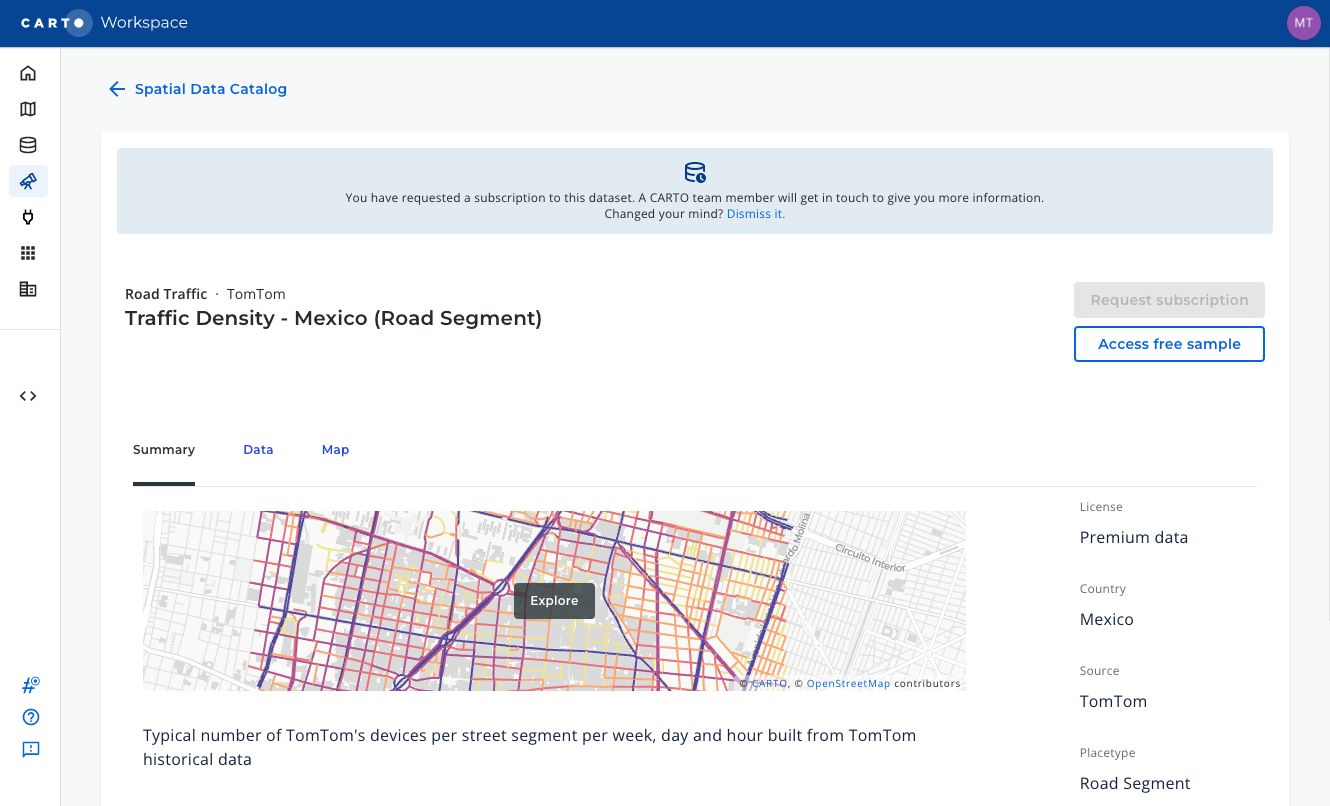 CARTO Workspace
MT
Spatial Data Catalog
You have requested a subscription to this dataset. A CARTO team member will get in touch to give you more information.
Changed your mind? Dismiss it.
Road Traffic · TomTom
Traffic Density - Mexico (Road Segment)
Request subscription
Access free sample
Summary
Data
Map
Circuito Interior
Explore
© CARTO, © OpenStreetMap contributors
Typical number of TomTom's devices per street segment per week, day and hour built from TomTom
historical data
License
Premium data
Country
Mexico
Source
TomTom
Placetype
Road Segment